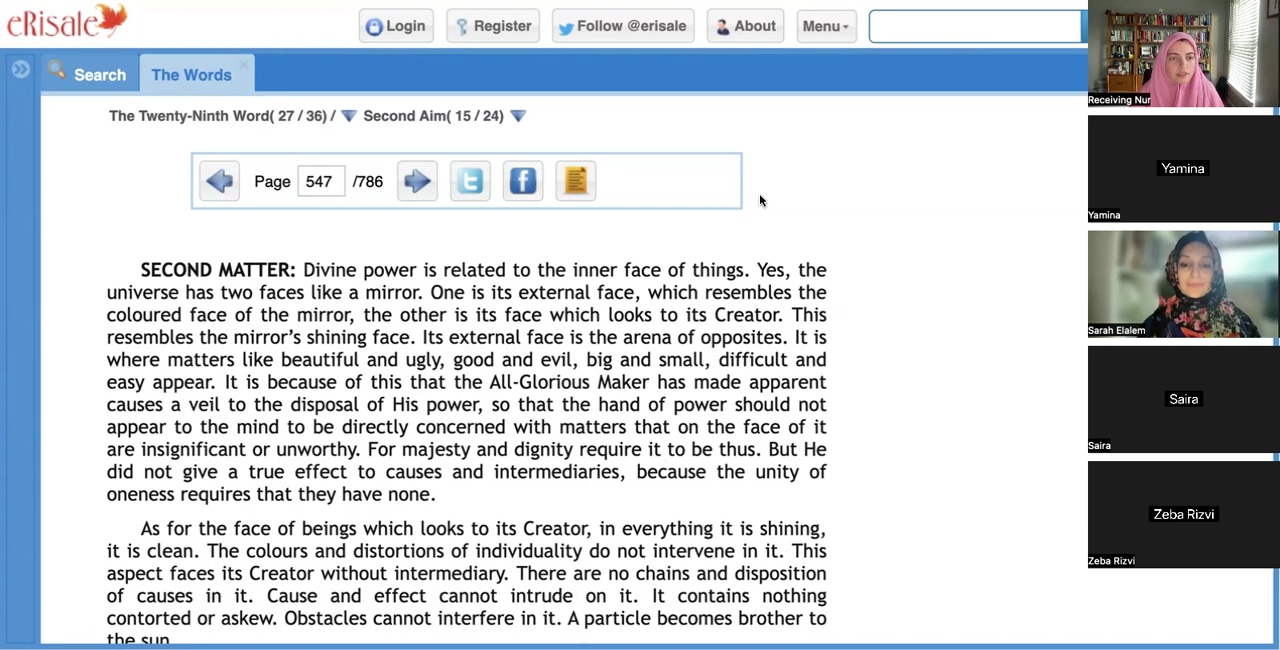 eRisale
Login
Register
Follow @erisale
About
Menu
Search
The Words
The Twenty-Ninth Word( 27 / 36) /
Second Aim( 15 / 24)
Page 547 /786
SECOND MATTER: Divine power is related to the inner face of things. Yes, the
universe has two faces like a mirror. One is its external face, which resembles the
coloured face of the mirror, the other is its face which looks to its Creator. This
resembles the mirror's shining face. Its external face is the arena of opposites. It is
where matters like beautiful and ugly, good and evil, big and small, difficult and
easy appear. It is because of this that the All-Glorious Maker has made apparent
causes a veil to the disposal of His power, so that the hand of power should not
appear to the mind to be directly concerned with matters that on the face of it
are insignificant or unworthy. For majesty and dignity require it to be thus. But He
did not give a true effect to causes and intermediaries, because the unity of
oneness requires that they have none.
As for the face of beings which looks to its Creator, in everything it is shining,
it is clean. The colours and distortions of individuality do not intervene in it. This
aspect faces its Creator without intermediary. There are no chains and disposition
of causes in it. Cause and effect cannot intrude on it. It contains nothing
contorted or askew. Obstacles cannot interfere in it. A particle becomes brother to
the sun
Receiving Nur
Yamina
Yamina
Sarah Elalem
Saira
Saira
Zeba Rizvi
Zeba Rizvi